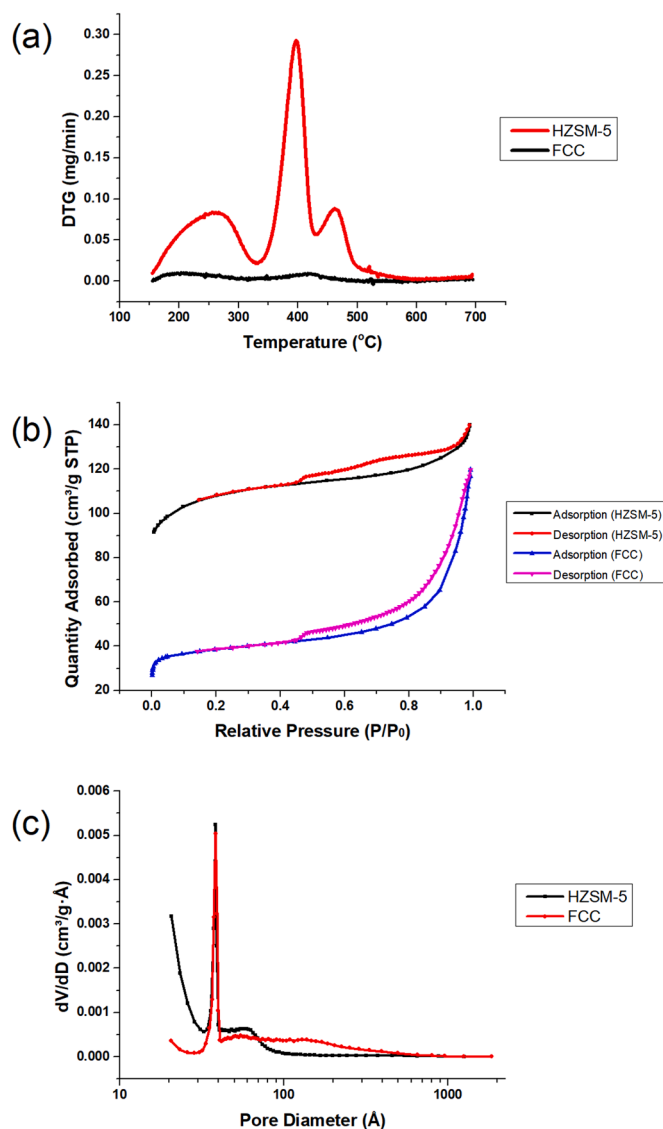 (a)
0.30
0.25
0.20
0.15
0.10
0.05
0.00
DTG (mg/min)
100 200 300 400 500 600 700
Temperature (°C)
HZSM-5
FCC
(b)
140
120
100
80
60
40
20
Quantity Adsorbed (cm³/g STP)
0.0 0.2 0.4 0.6 0.8 1.0
Relative Pressure (P/P₀)
Adsorption (HZSM-5)
Desorption (HZSM-5)
Adsorption (FCC)
Desorption (FCC)
(c)
0.006
0.005
0.004
0.003
0.002
0.001
0.000
dV/dD (cm³/g·Å)
10 100 1000
Pore Diameter (Å)
HZSM-5
FCC